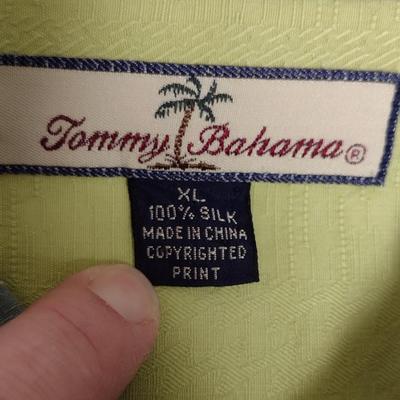 Tommy Bahama ®
XL
100% SILK
MADE IN CHINA
COPYRIGHTED
PRINT